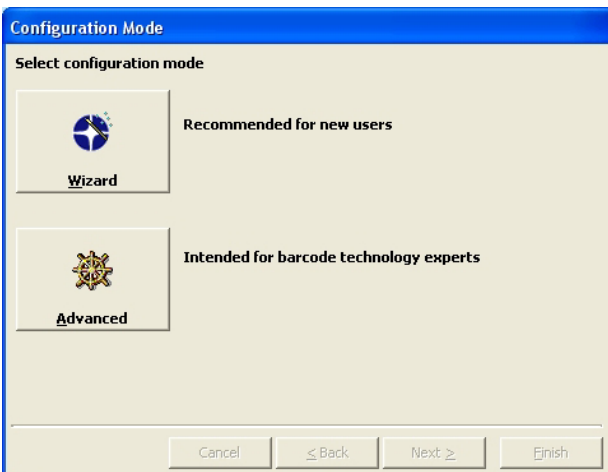 Configuration Mode
Select configuration mode
Recommended for new users
Wizard
Intended for barcode technology experts
Advanced
Cancel
< Back
Next >
Finish